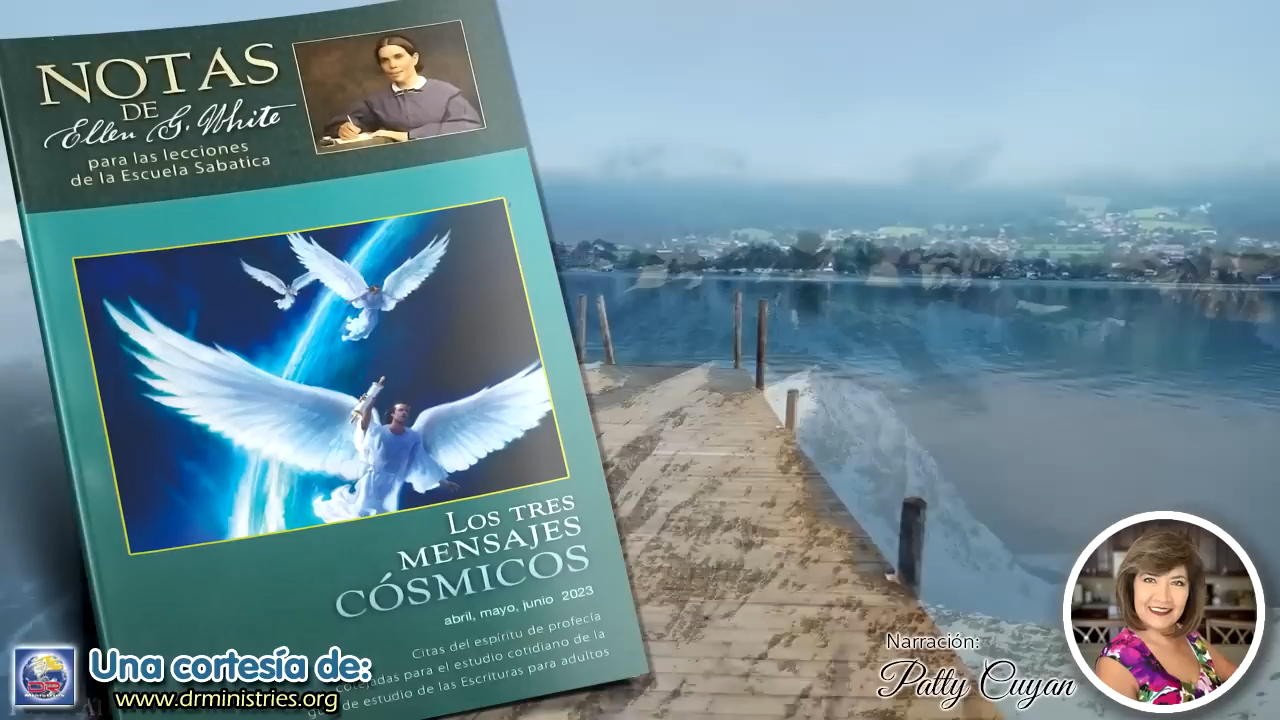 NOTAS
DE
Ellen G. White
para las lecciones
de la Escuela Sabatica
LOS TRES
MENSAJES
CÓSMICOS
abril, mayo, junio 2023
Citas del espíritu de profecía
cotejadas para el estudio cotidiano de la
de estudio de las Escrituras para adultos
DR
Ministries
Una cortesía de:
www.drministries.org
Narración:
Patty Cuyan